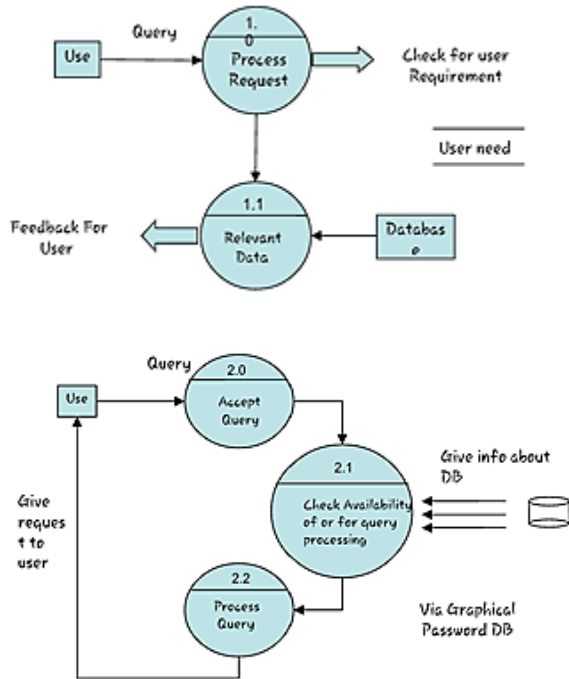 Query
1.
0
Use
Process
Request
Check for user
Requirement
User need
1.1
Relevant
Data
Feedback For
User
Databas
e
Query
2.0
Use
Accept
Query
2.1
Give info about
DB
Check Availability
of or for query
processing
Give
reques
t to
user
2.2
Process
Query
Via Graphical
Password DB